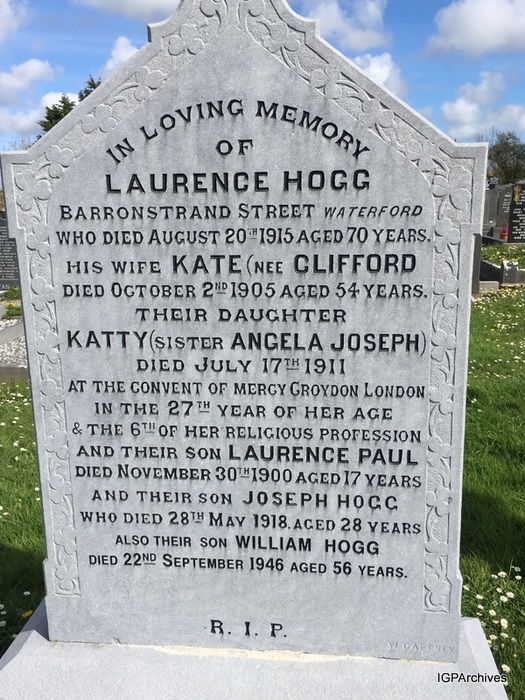 IN LOVING MEMORY
OF
LAURENCE HOGG
BARRONSTRAND STREET WATERFORD
WHO DIED AUGUST 20TH 1915 AGED 70 YEARS.
HIS WIFE KATE (NEE CLIFFORD
DIED OCTOBER 2ND 1905 AGED 54 YEARS.
THEIR DAUGHTER
KATTY (SISTER ANGELA JOSEPH)
DIED JULY 17TH 1911
AT THE CONVENT OF MERCY CROYDON LONDON
IN THE 27TH YEAR OF HER AGE
& THE 6TH OF HER RELIGIOUS PROFESSION
AND THEIR SON LAURENCE PAUL
DIED NOVEMBER 30TH 1900 AGED 17 YEARS
AND THEIR SON JOSEPH HOGG
WHO DIED 28TH MAY 1918. AGED 28 YEARS
ALSO THEIR SON WILLIAM HOGG
DIED 22ND SEPTEMBER 1946 AGED 56 YEARS.
R. I. P.
W. GAFFNEY
IGPArchives